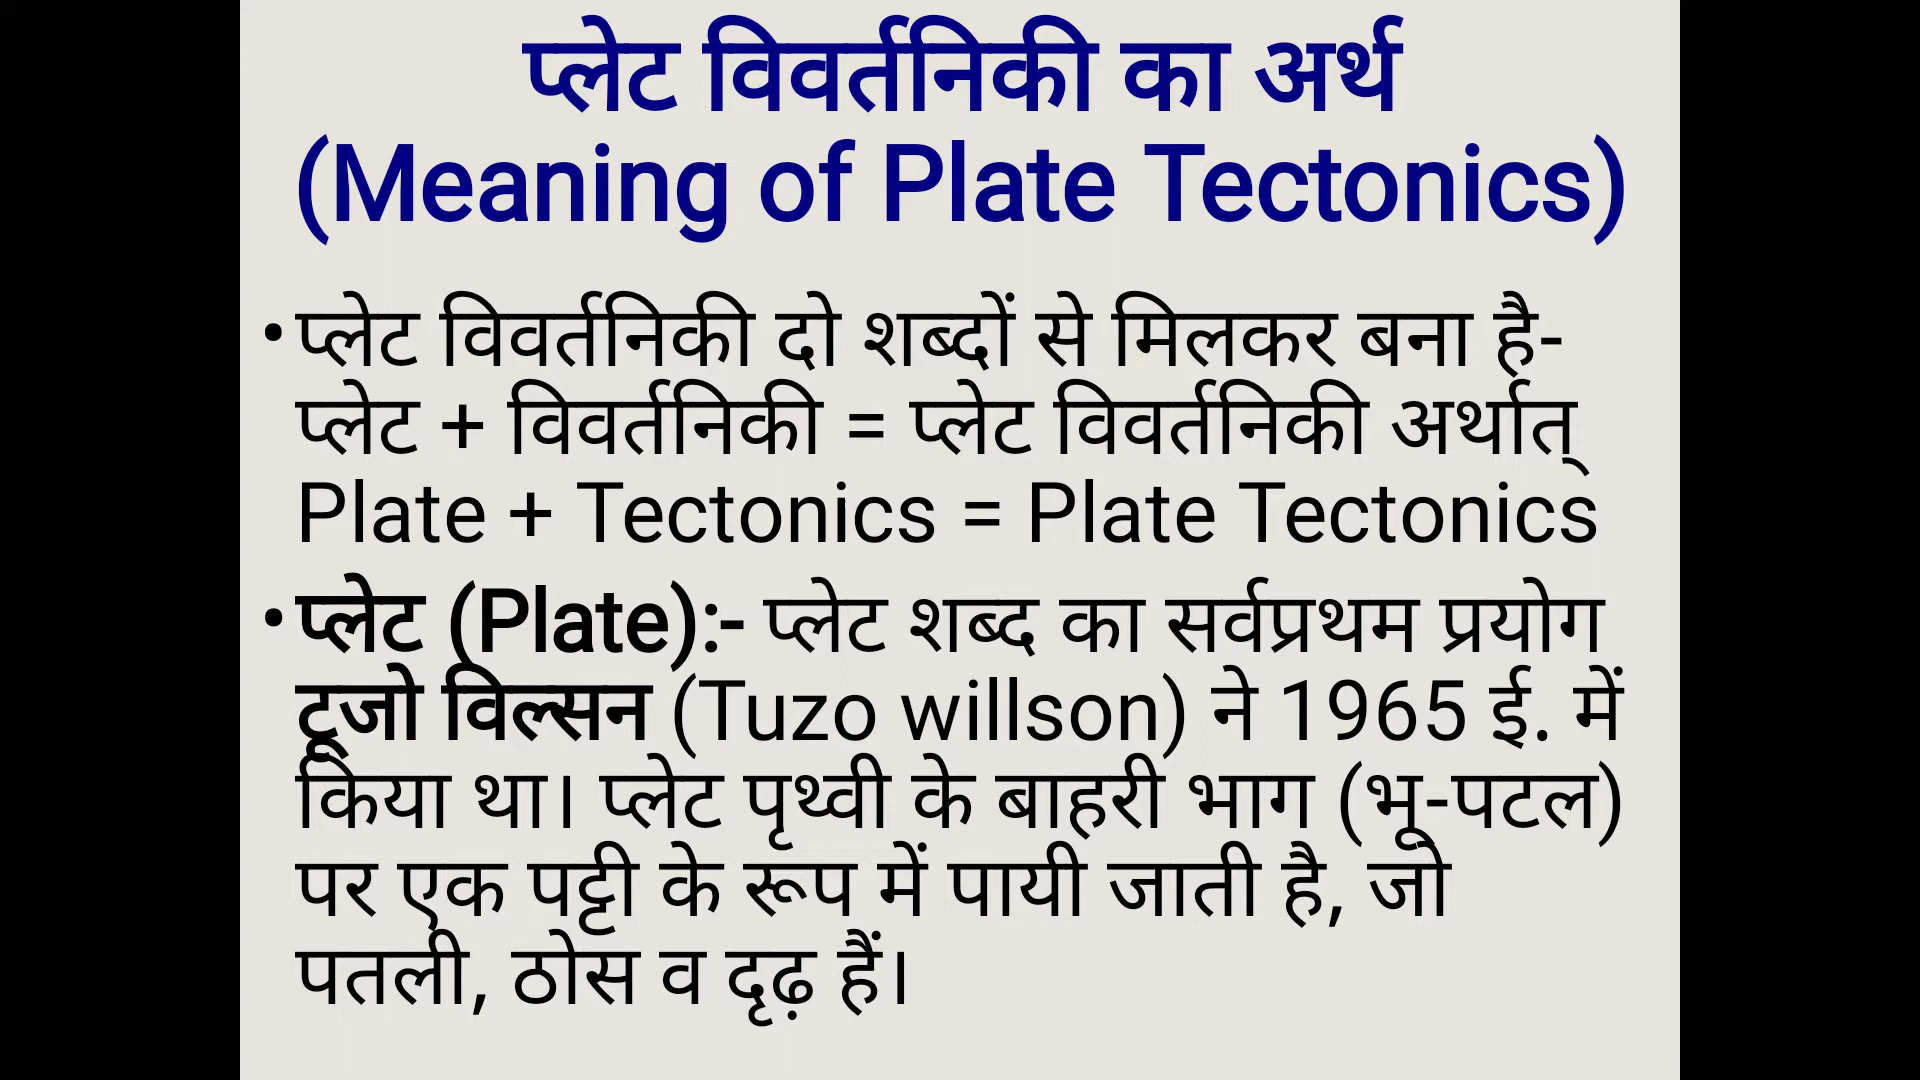 प्लेट विवर्तनिकी का अर्थ
(Meaning of Plate Tectonics)
•प्लेट विवर्तनिकी दो शब्दों से मिलकर बना है-
प्लेट + विवर्तनिकी = प्लेट विवर्तनिकी अर्थात्
Plate + Tectonics = Plate Tectonics
•प्लेट (Plate):- प्लेट शब्द का सर्वप्रथम प्रयोग
टूजो विल्सन (Tuzo willson) ने 1965 ई. में
किया था। प्लेट पृथ्वी के बाहरी भाग (भू-पटल)
पर एक पट्टी के रूप में पायी जाती है, जो
पतली, ठोस व दृढ़ हैं।